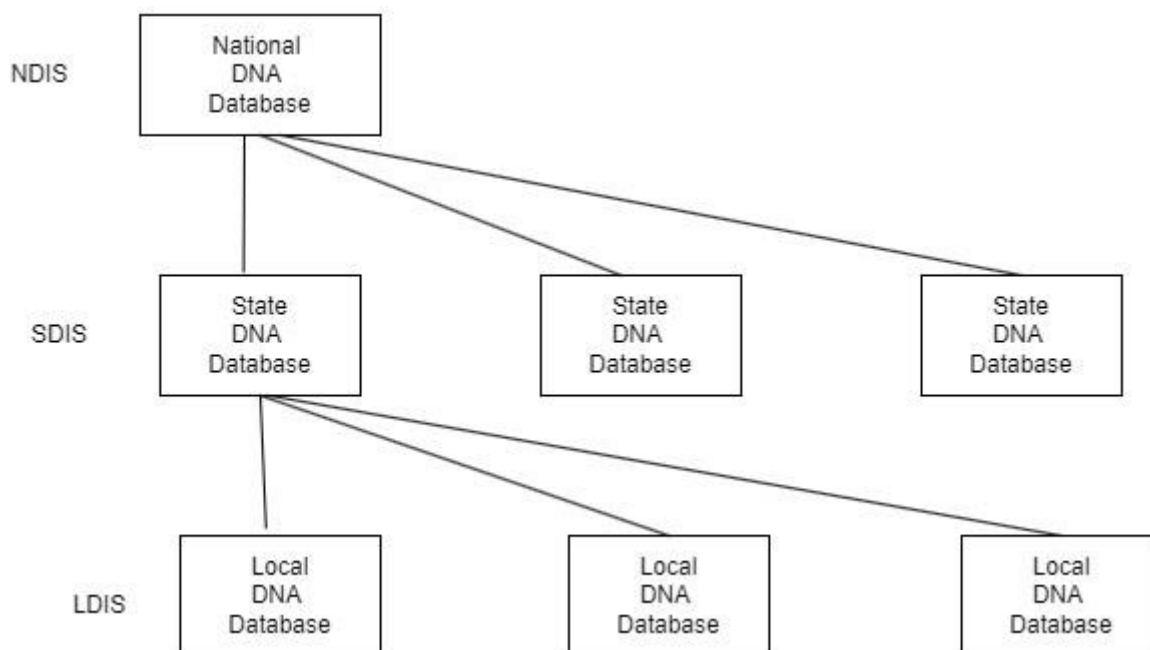 NDIS
National
DNA
Database
SDIS
State
DNA
Database
State
DNA
Database
State
DNA
Database
LDIS
Local
DNA
Database
Local
DNA
Database
Local
DNA
Database